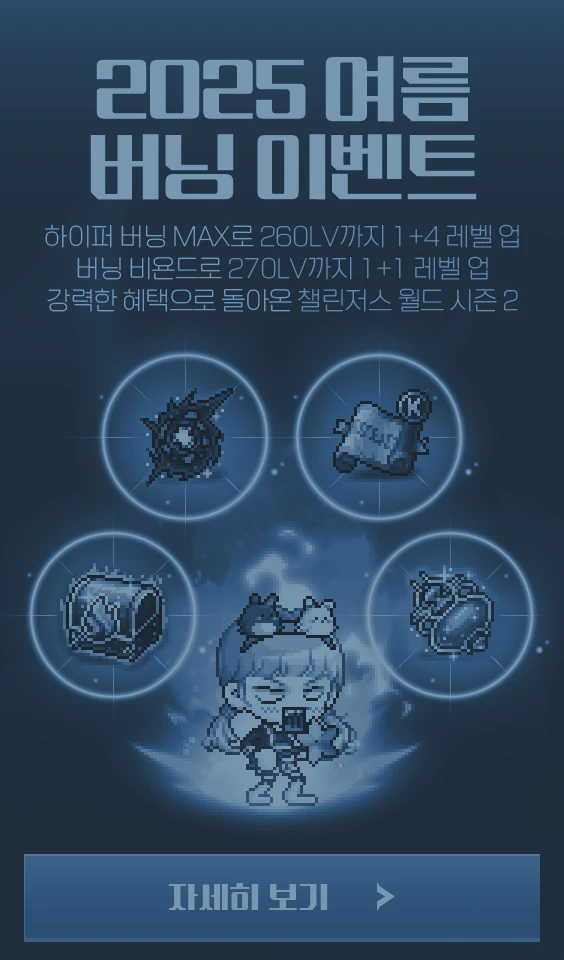 2025 여름
버닝 이벤트
하이퍼 버닝 MAX로 260LV까지 1+4 레벨 업
버닝 비욘드로 270LV까지 1+1 레벨 업
강력한 혜택으로 돌아온 챌린저스 월드 시즌 2
K
자세히 보기